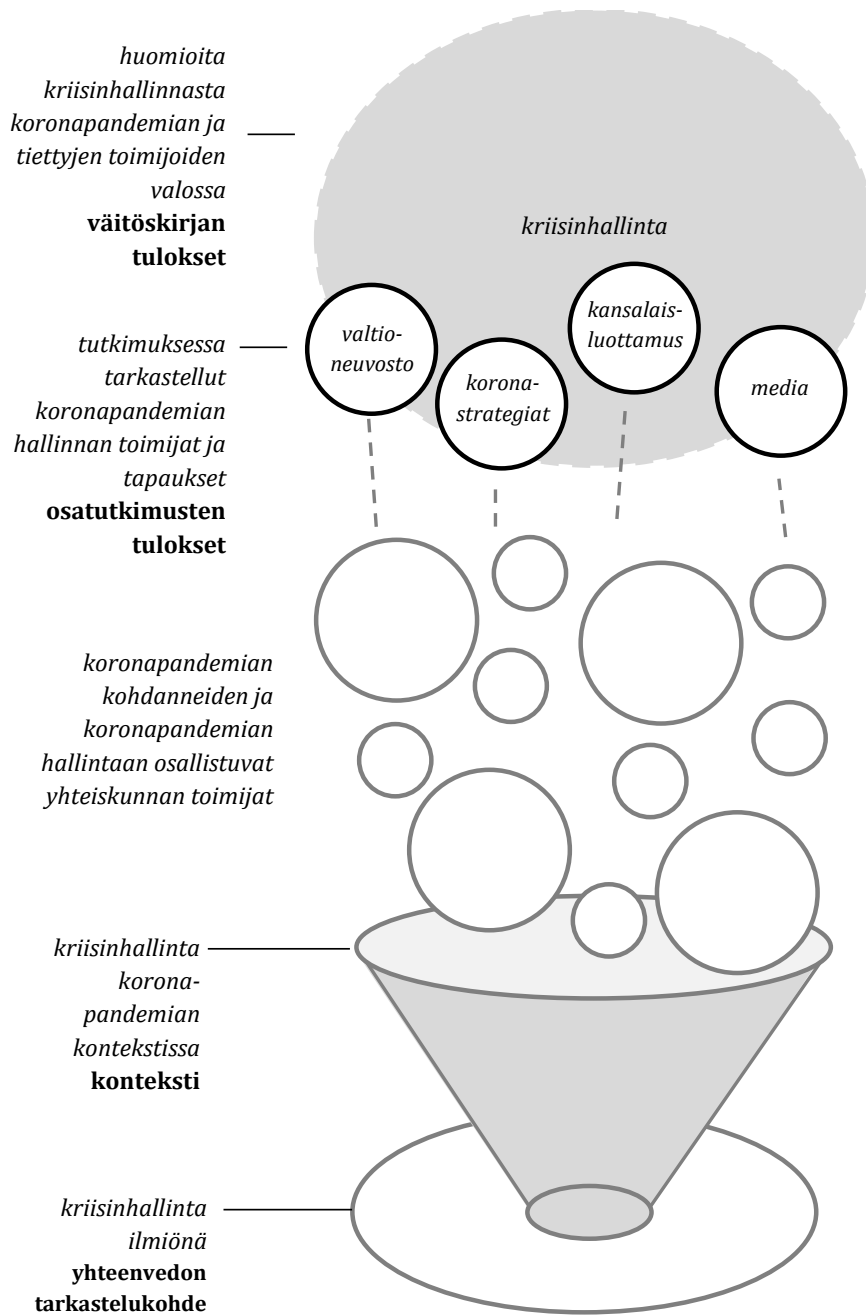 huomioita
kriisinhallinnasta
koronapandemian ja
tiettyjen toimijoiden
valossa
väitöskirjan
tulokset
kriisinhallinta
valtio-
neuvosto
korona-
strategiat
kansalais-
luottamus
media
tutkimuksessa
tarkastellut
koronapandemian
hallinnan toimijat ja
tapaukset
osatutkimusten
tulokset
koronapandemian
kohdanneiden ja
koronapandemian
hallintaan osallistuvat
yhteiskunnan toimijat
kriisinhallinta
korona-
pandemian
kontekstissa
konteksti
kriisinhallinta
ilmiönä
yhteenvedon
tarkastelukohde